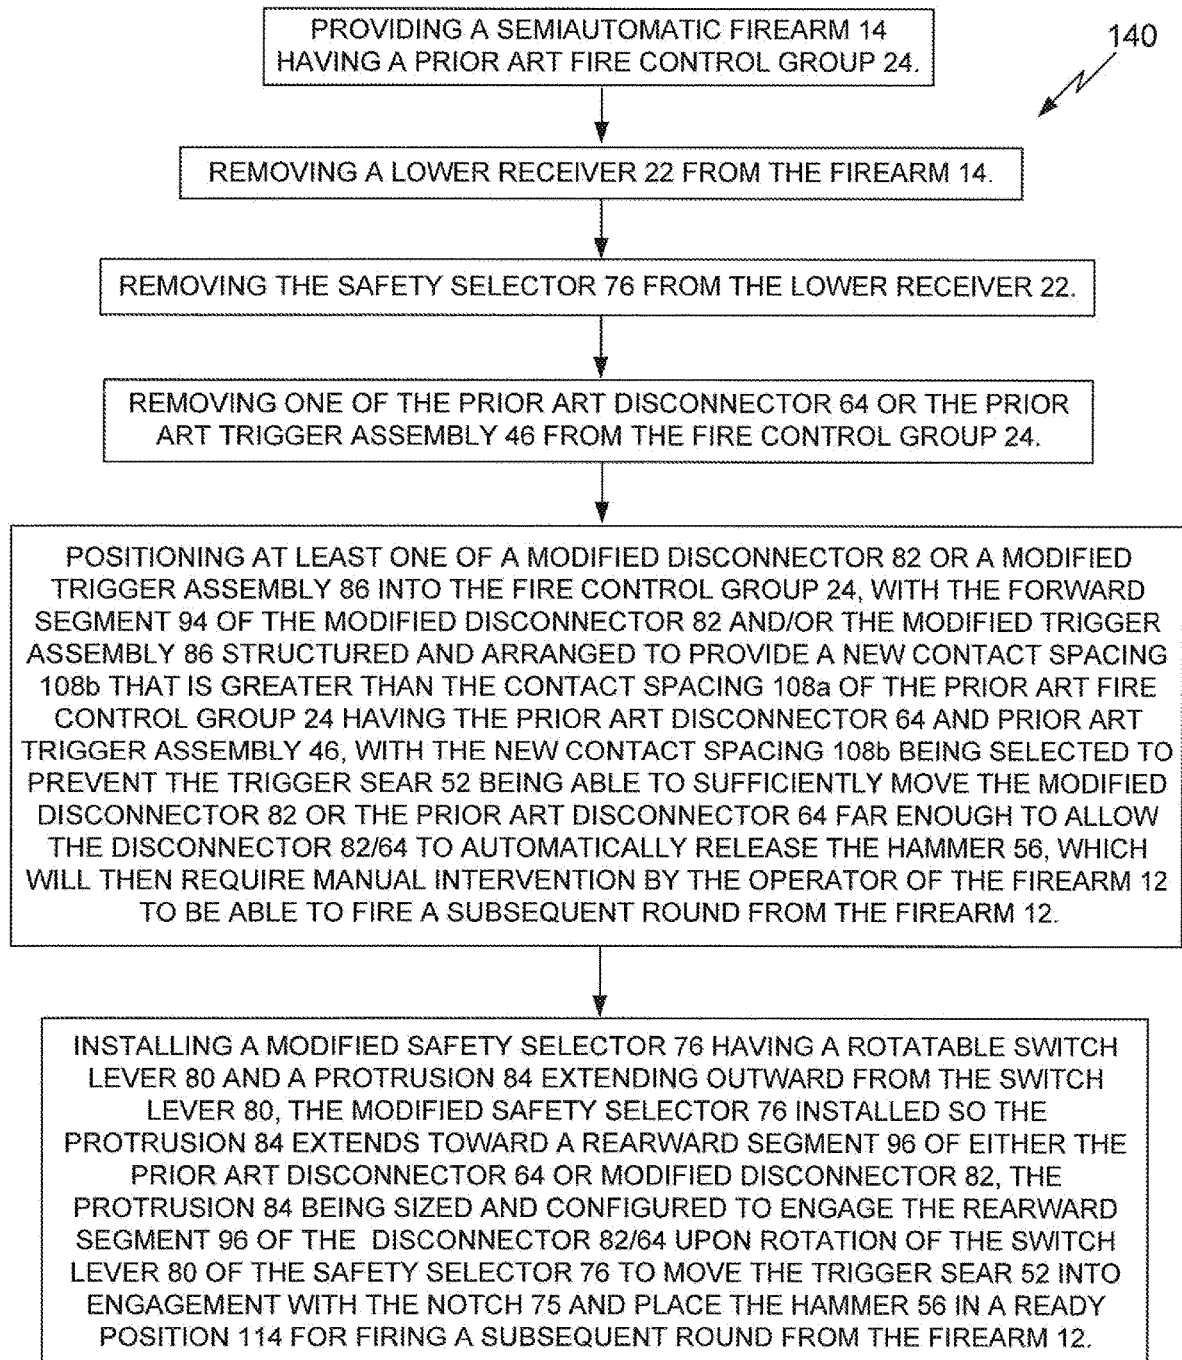 PROVIDING A SEMIAUTOMATIC FIREARM 14
HAVING A PRIOR ART FIRE CONTROL GROUP 24.
140
REMOVING A LOWER RECEIVER 22 FROM THE FIREARM 14.
REMOVING THE SAFETY SELECTOR 76 FROM THE LOWER RECEIVER 22.
REMOVING ONE OF THE PRIOR ART DISCONNECTOR 64 OR THE PRIOR
ART TRIGGER ASSEMBLY 46 FROM THE FIRE CONTROL GROUP 24.
POSITIONING AT LEAST ONE OF A MODIFIED DISCONNECTOR 82 OR A MODIFIED
TRIGGER ASSEMBLY 86 INTO THE FIRE CONTROL GROUP 24, WITH THE FORWARD
SEGMENT 94 OF THE MODIFIED DISCONNECTOR 82 AND/OR THE MODIFIED TRIGGER
ASSEMBLY 86 STRUCTURED AND ARRANGED TO PROVIDE A NEW CONTACT SPACING
108b THAT IS GREATER THAN THE CONTACT SPACING 108a OF THE PRIOR ART FIRE
CONTROL GROUP 24 HAVING THE PRIOR ART DISCONNECTOR 64 AND PRIOR ART
TRIGGER ASSEMBLY 46, WITH THE NEW CONTACT SPACING 108b BEING SELECTED TO
PREVENT THE TRIGGER SEAR 52 BEING ABLE TO SUFFICIENTLY MOVE THE MODIFIED
DISCONNECTOR 82 OR THE PRIOR ART DISCONNECTOR 64 FAR ENOUGH TO ALLOW
THE DISCONNECTOR 82/64 TO AUTOMATICALLY RELEASE THE HAMMER 56, WHICH
WILL THEN REQUIRE MANUAL INTERVENTION BY THE OPERATOR OF THE FIREARM 12
TO BE ABLE TO FIRE A SUBSEQUENT ROUND FROM THE FIREARM 12.
INSTALLING A MODIFIED SAFETY SELECTOR 76 HAVING A ROTATABLE SWITCH
LEVER 80 AND A PROTRUSION 84 EXTENDING OUTWARD FROM THE SWITCH
LEVER 80, THE MODIFIED SAFETY SELECTOR 76 INSTALLED SO THE
PROTRUSION 84 EXTENDS TOWARD A REARWARD SEGMENT 96 OF EITHER THE
PRIOR ART DISCONNECTOR 64 OR MODIFIED DISCONNECTOR 82, THE
PROTRUSION 84 BEING SIZED AND CONFIGURED TO ENGAGE THE REARWARD
SEGMENT 96 OF THE DISCONNECTOR 82/64 UPON ROTATION OF THE SWITCH
LEVER 80 OF THE SAFETY SELECTOR 76 TO MOVE THE TRIGGER SEAR 52 INTO
ENGAGEMENT WITH THE NOTCH 75 AND PLACE THE HAMMER 56 IN A READY
POSITION 114 FOR FIRING A SUBSEQUENT ROUND FROM THE FIREARM 12.